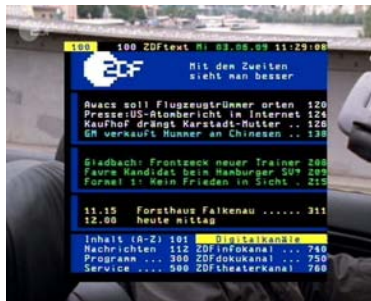 100 100 ZDFtext Mi 03.06.09 11:29:08
ZDF
Mit dem Zweiten
sieht man besser
Awacs soll Flugzeugtrümmer orten 120
Presse:US-Atombericht im Internet 124
Kaufhof drängt Karstadt-Mutter .. 126
GM verkauft Hummer an Chinesen .. 138
Gladbach: Frontzeck neuer Trainer 208
Favre Kandidat beim Hamburger SV? 209
Formel 1: Kein Frieden in Sicht . 215
11.15 Forsthaus Falkenau ...... 311
12.00 heute mittag
Inhalt (A-Z) 101 Digitalkanäle
Nachrichten 112 ZDFinfokanal ... 740
Programm ... 300 ZDFdokukanal ... 750
Service .... 500 ZDFtheaterkanal 760